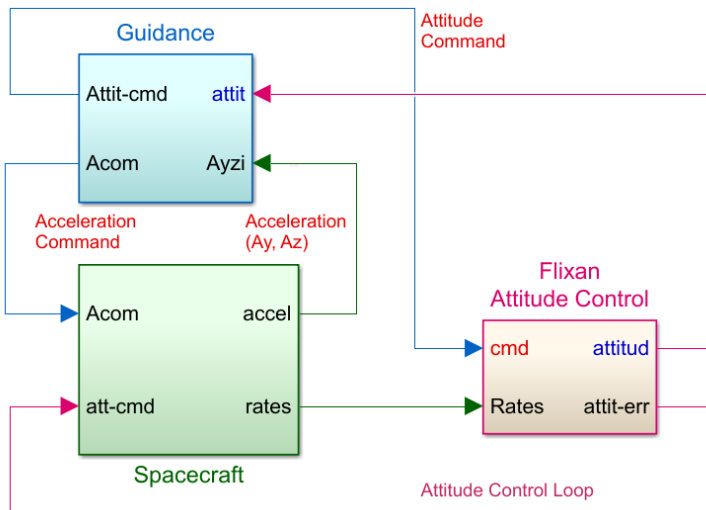 Attitude
Command
Guidance
Attit-cmd
attit
Acom
Ayzi
Acceleration
Command
Acceleration
(Ay, Az)
Flixan
Attitude Control
Acom
accel
cmd
attitud
att-cmd
rates
Rates
attit-err
Spacecraft
Attitude Control Loop